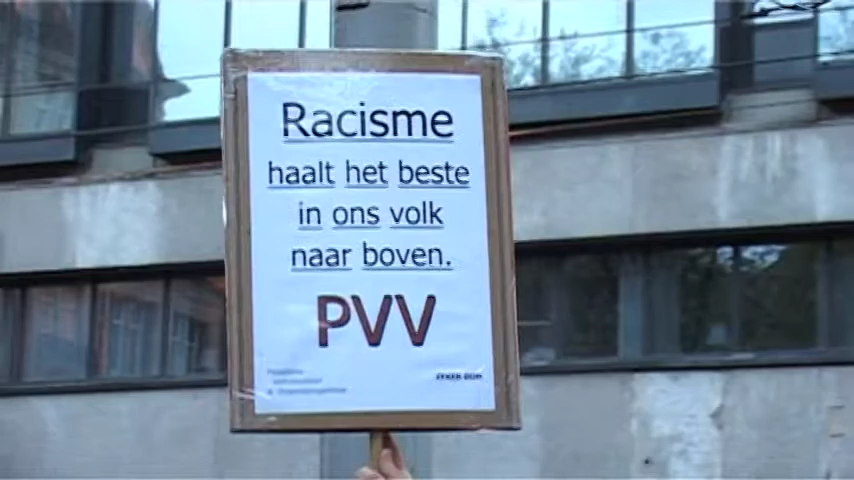 Racisme
haalt het beste
in ons volk
naar boven.
PVV